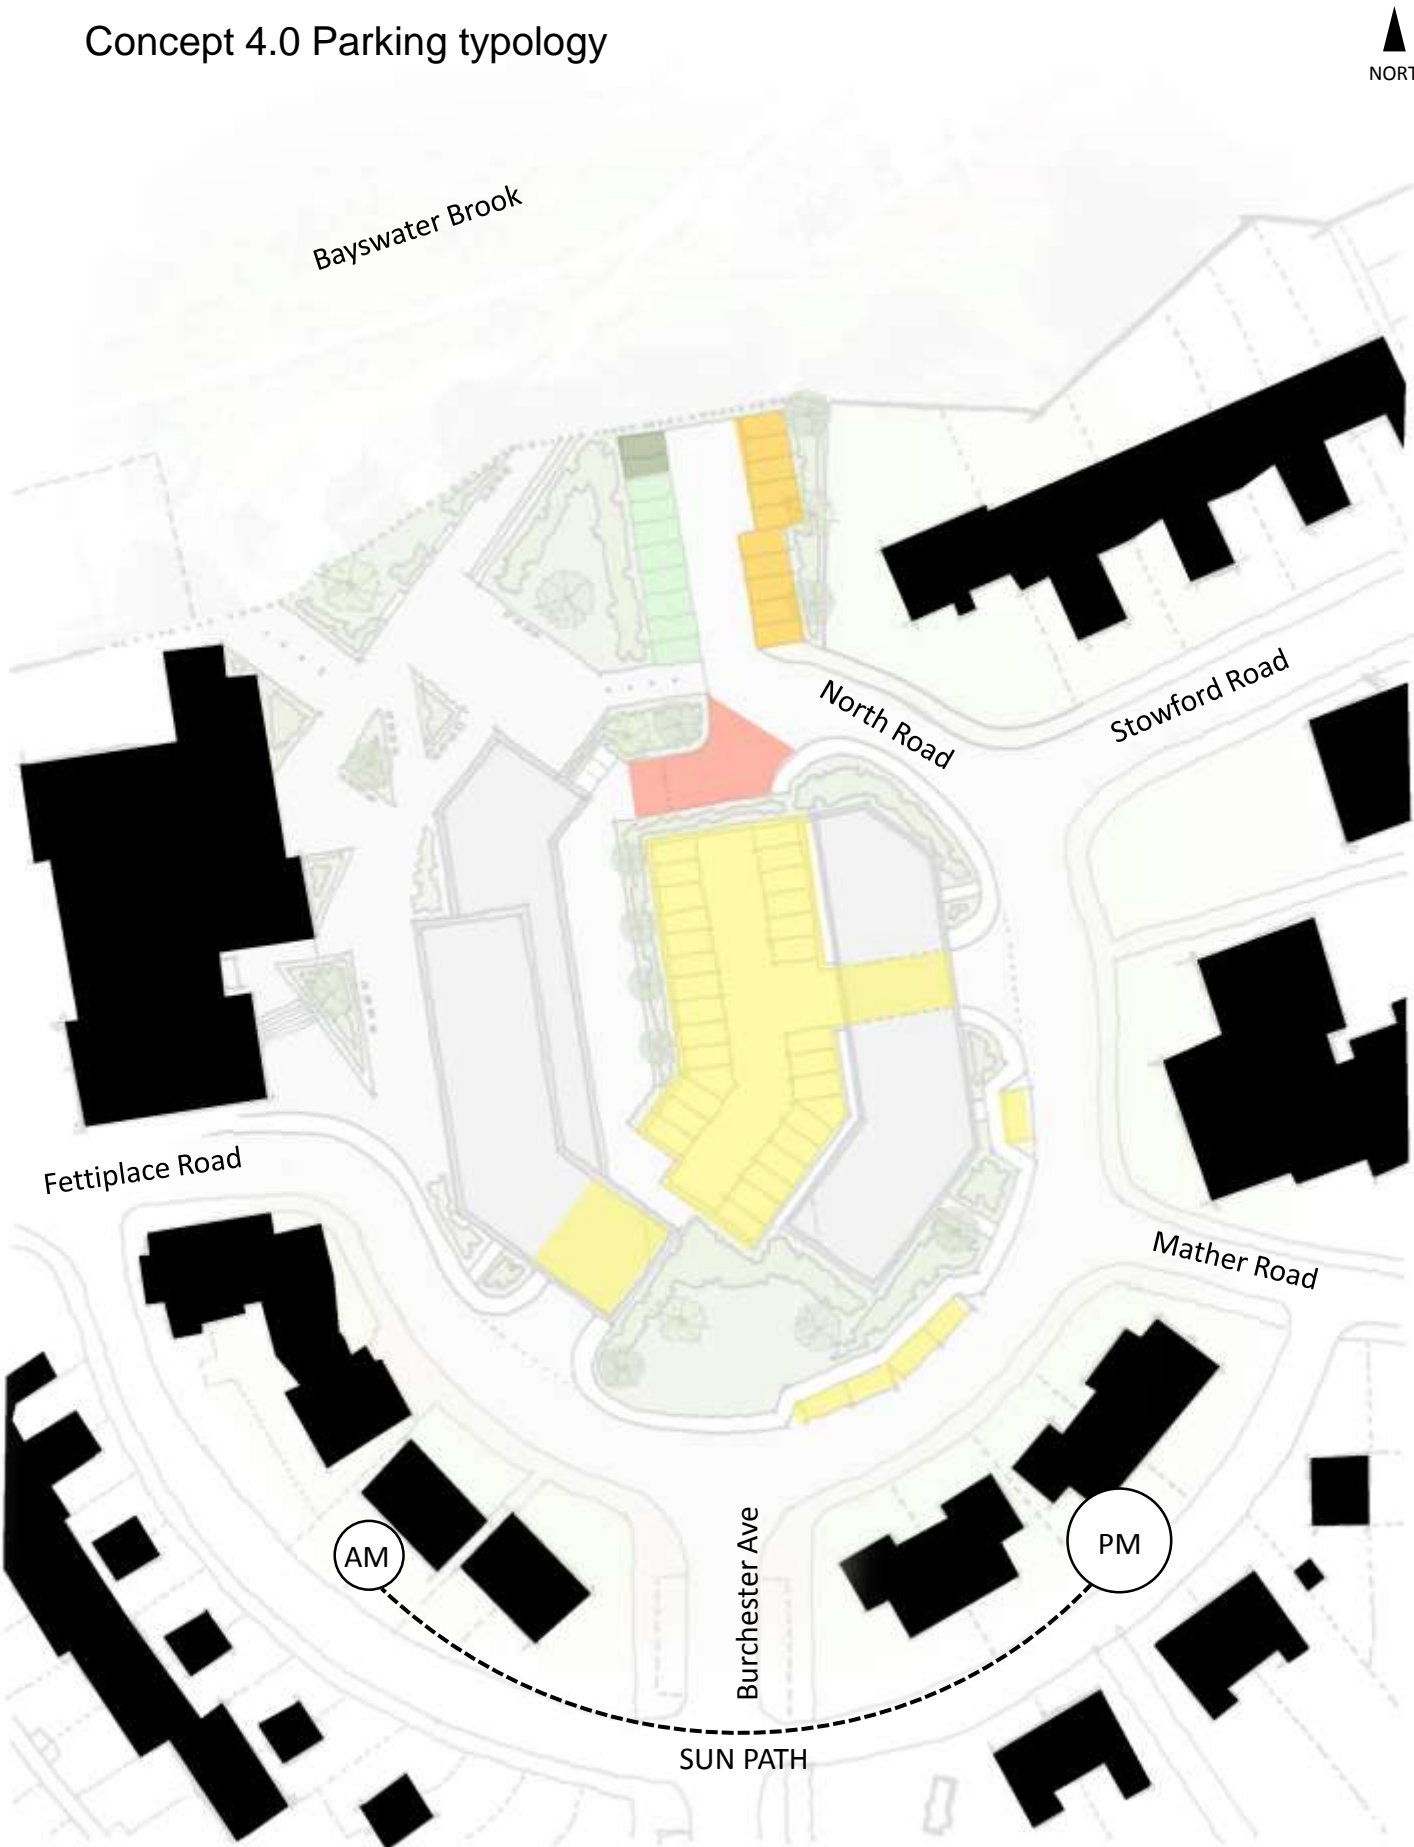 Concept 4.0 Parking typology
NORT
Bayswater Brook
North Road
Stowford Road
Fettiplace Road
Mather Road
AM
PM
Burchester Ave
SUN PATH